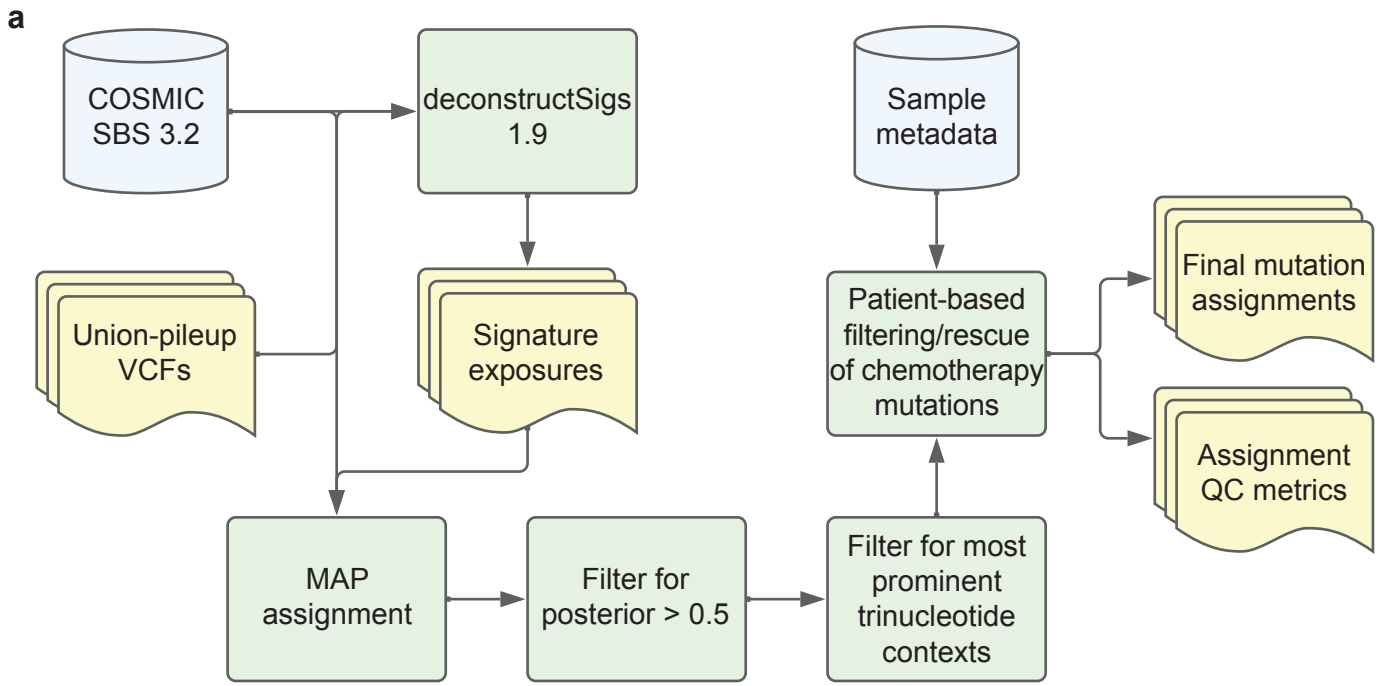 a
COSMIC
SBS 3.2
deconstructSigs
1.9
Sample
metadata
Union-pileup
VCFs
Signature
exposures
Patient-based
filtering/rescue
of chemotherapy
mutations
Final mutation
assignments
Assignment
QC metrics
MAP
assignment
Filter for
posterior > 0.5
Filter for most
prominent
trinucleotide
contexts